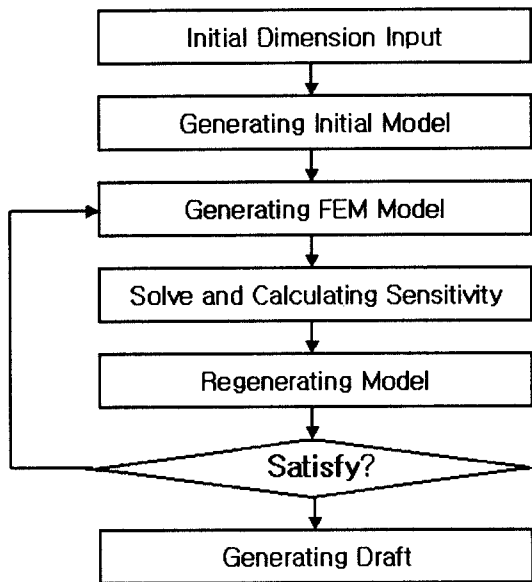 Initial Dimension Input
Generating Initial Model
Generating FEM Model
Solve and Calculating Sensitivity
Regenerating Model
Satisfy?
Generating Draft